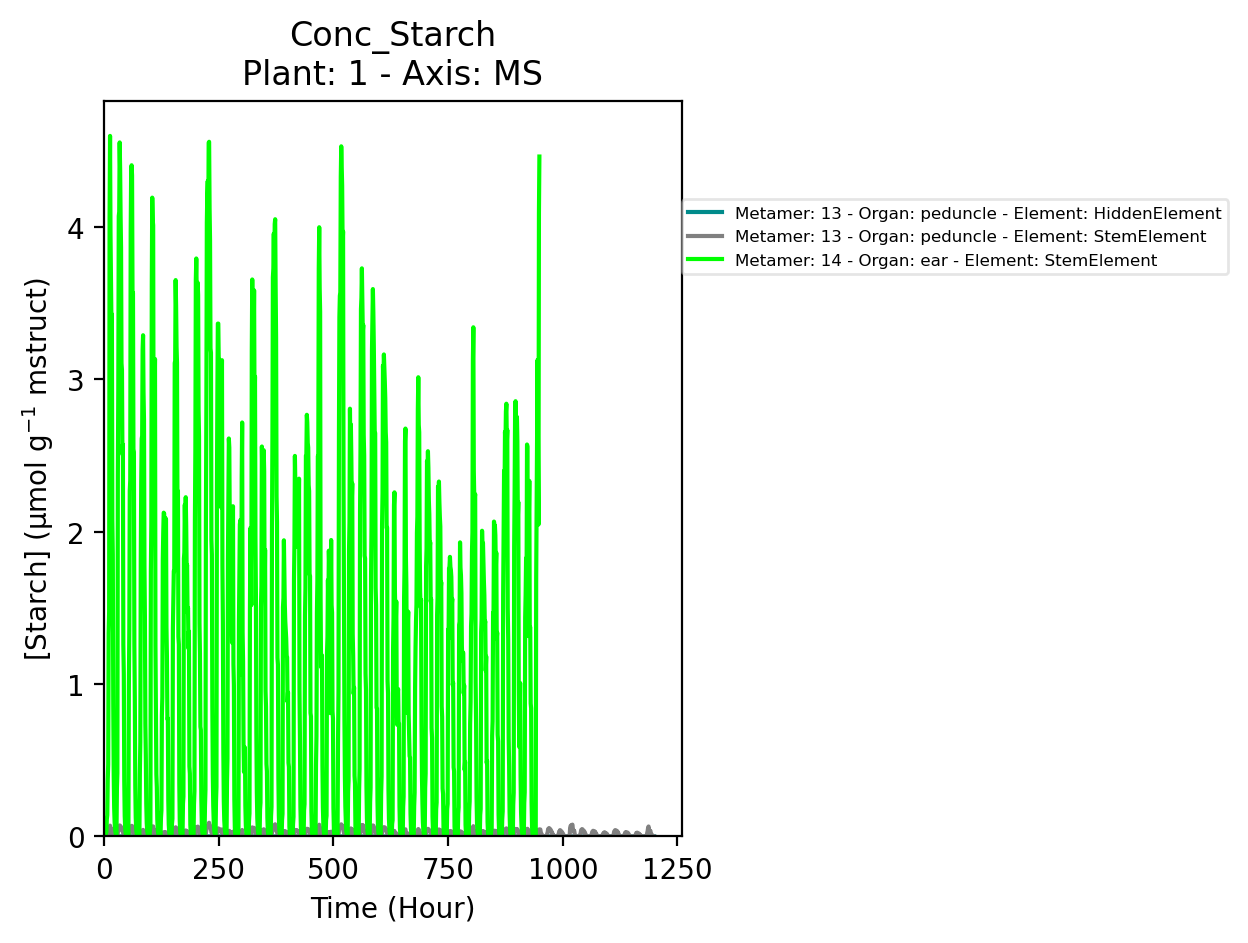 Conc_Starch
Plant: 1 - Axis: MS
[Starch] (µmol g⁻¹ mstruct)
4
3
2
1
0
0 250 500 750 1000 1250
Time (Hour)
Metamer: 13 - Organ: peduncle - Element: HiddenElement
Metamer: 13 - Organ: peduncle - Element: StemElement
Metamer: 14 - Organ: ear - Element: StemElement